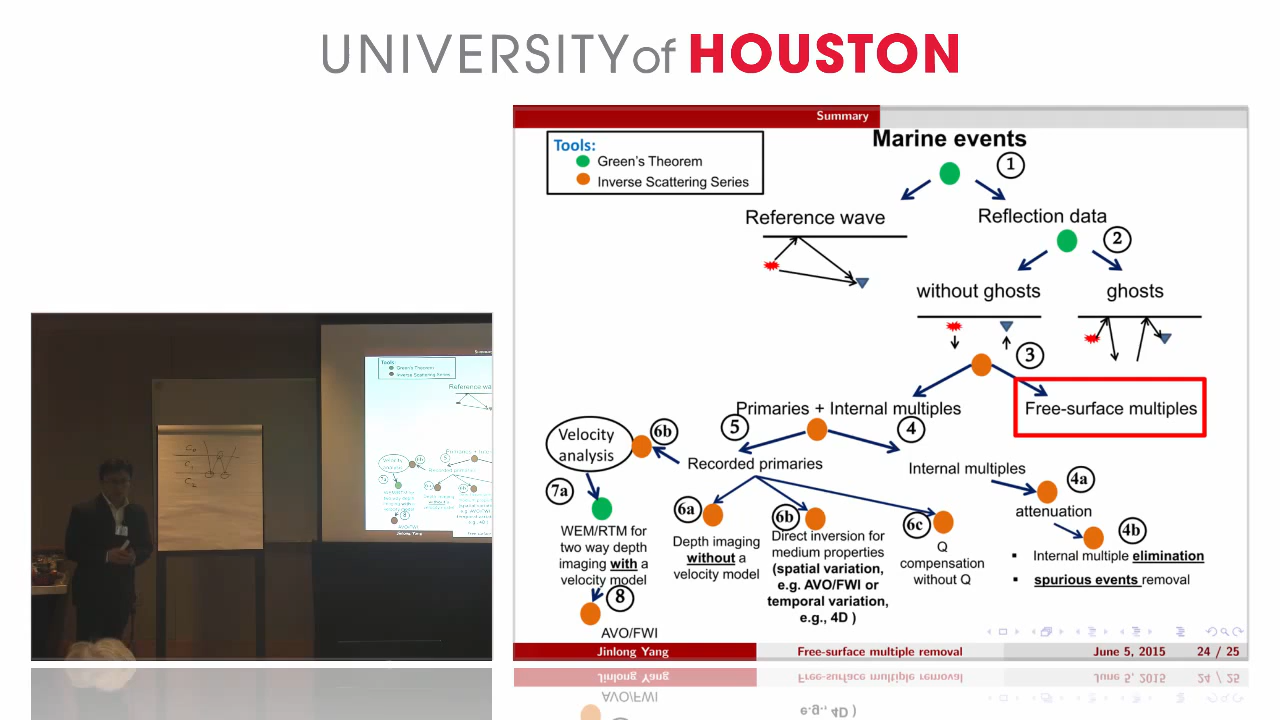 UNIVERSITY of HOUSTON
Summary
Marine events
Tools:
Green's Theorem
Inverse Scattering Series
1
Reference wave
Reflection data
2
without ghosts
ghosts
3
Primaries + Internal multiples
Free-surface multiples
Velocity
analysis
6b
5
4
Recorded primaries
Internal multiples
7a
6a
6b
6c
4a
attenuation
4b
WEM/RTM for
two way depth
imaging with a
velocity model
Depth imaging
without a
velocity model
Direct inversion for
medium properties
(spatial variation,
e.g. AVO/FWI or
temporal variation,
e.g., 4D )
Q
compensation
without Q
▪ Internal multiple elimination
▪ spurious events removal
8
AVO/FWI
Jinlong Yang
Free-surface multiple removal
June 5, 2015
24 / 25